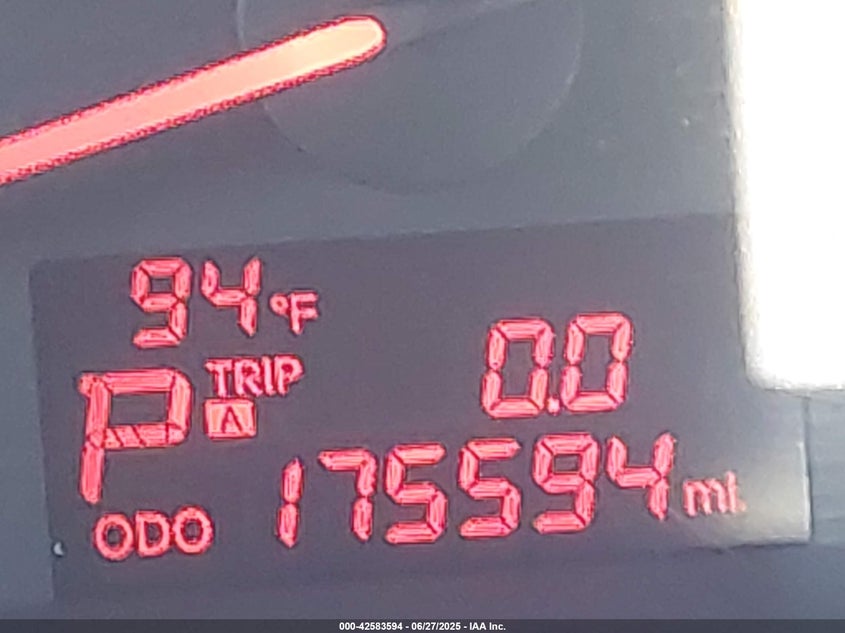 94°F
P TRIP A 0.0
ODO 175594 mi.
000-42583594 - 06/27/2025 - IAA Inc.